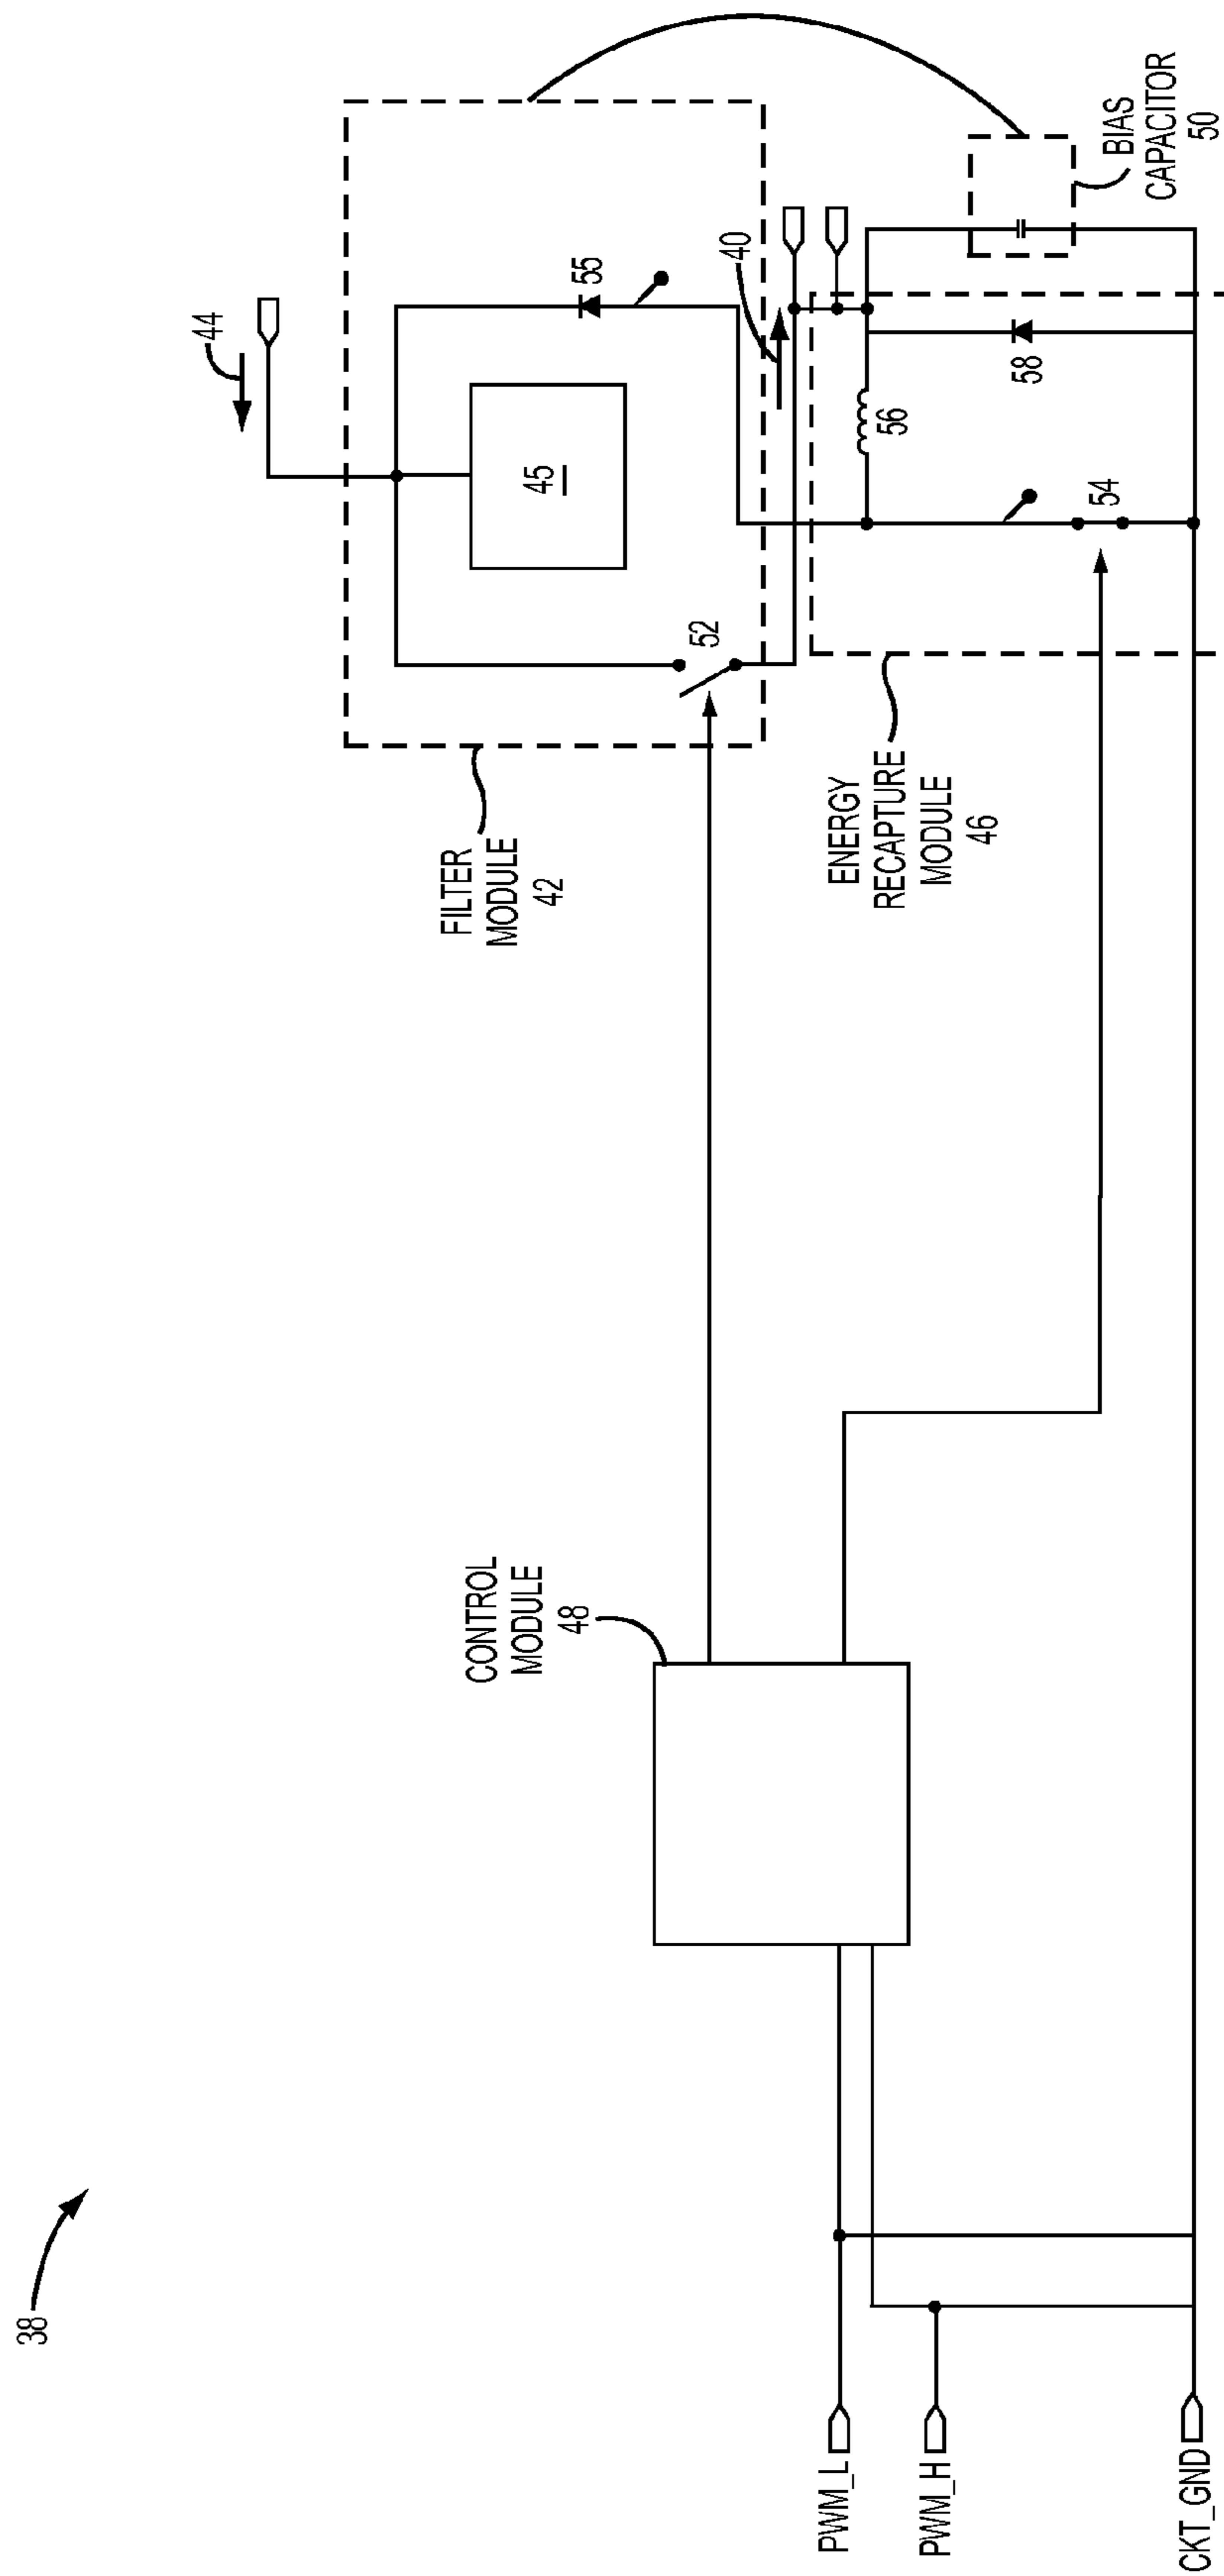 38
44
55
45
52
FILTER
MODULE
42
40
56
58
54
BIAS
CAPACITOR
50
ENERGY
RECAPTURE
MODULE
46
CONTROL
MODULE
48
PWM_L
PWM_H
CKT_GND